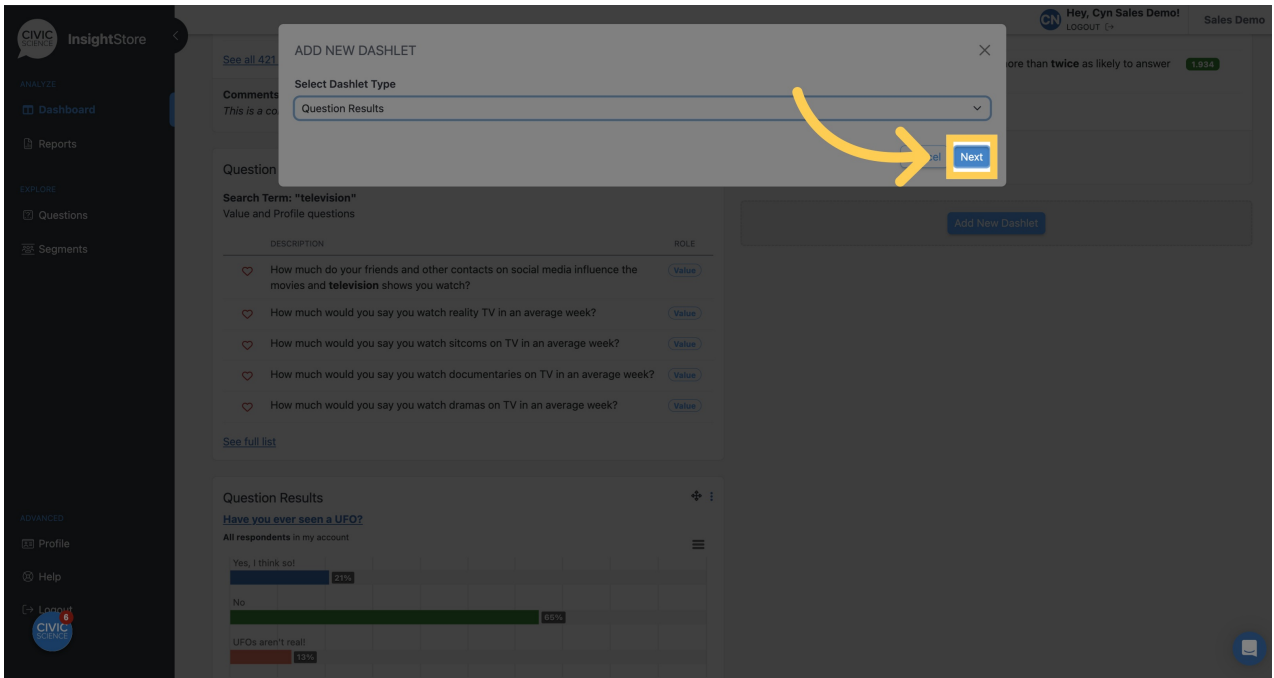 CIVIC
SCIENCE
InsightStore
ANALYZE
Dashboard
Reports
EXPLORE
Questions
Segments
ADVANCED
Profile
Help
Logout
6
CIVIC
SCIENCE
CN
Hey, Cyn Sales Demo!
LOGOUT
Sales Demo
ADD NEW DASHLET
Select Dashlet Type
Question Results
Next
See all 421
Comments
This is a
ore than twice as likely to answer
1.934
Question
Search Term: "television"
Value and Profile questions
DESCRIPTION
ROLE
How much do your friends and other contacts on social media influence the
movies and television shows you watch?
Value
How much would you say you watch reality TV in an average week?
Value
How much would you say you watch sitcoms on TV in an average week?
Value
How much would you say you watch documentaries on TV in an average week?
Value
How much would you say you watch dramas on TV in an average week?
Value
See full list
Add New Dashlet
Question Results
Have you ever seen a UFO?
All respondents in my account
Yes, I think so!
21%
No
65%
UFOs aren't real!
13%